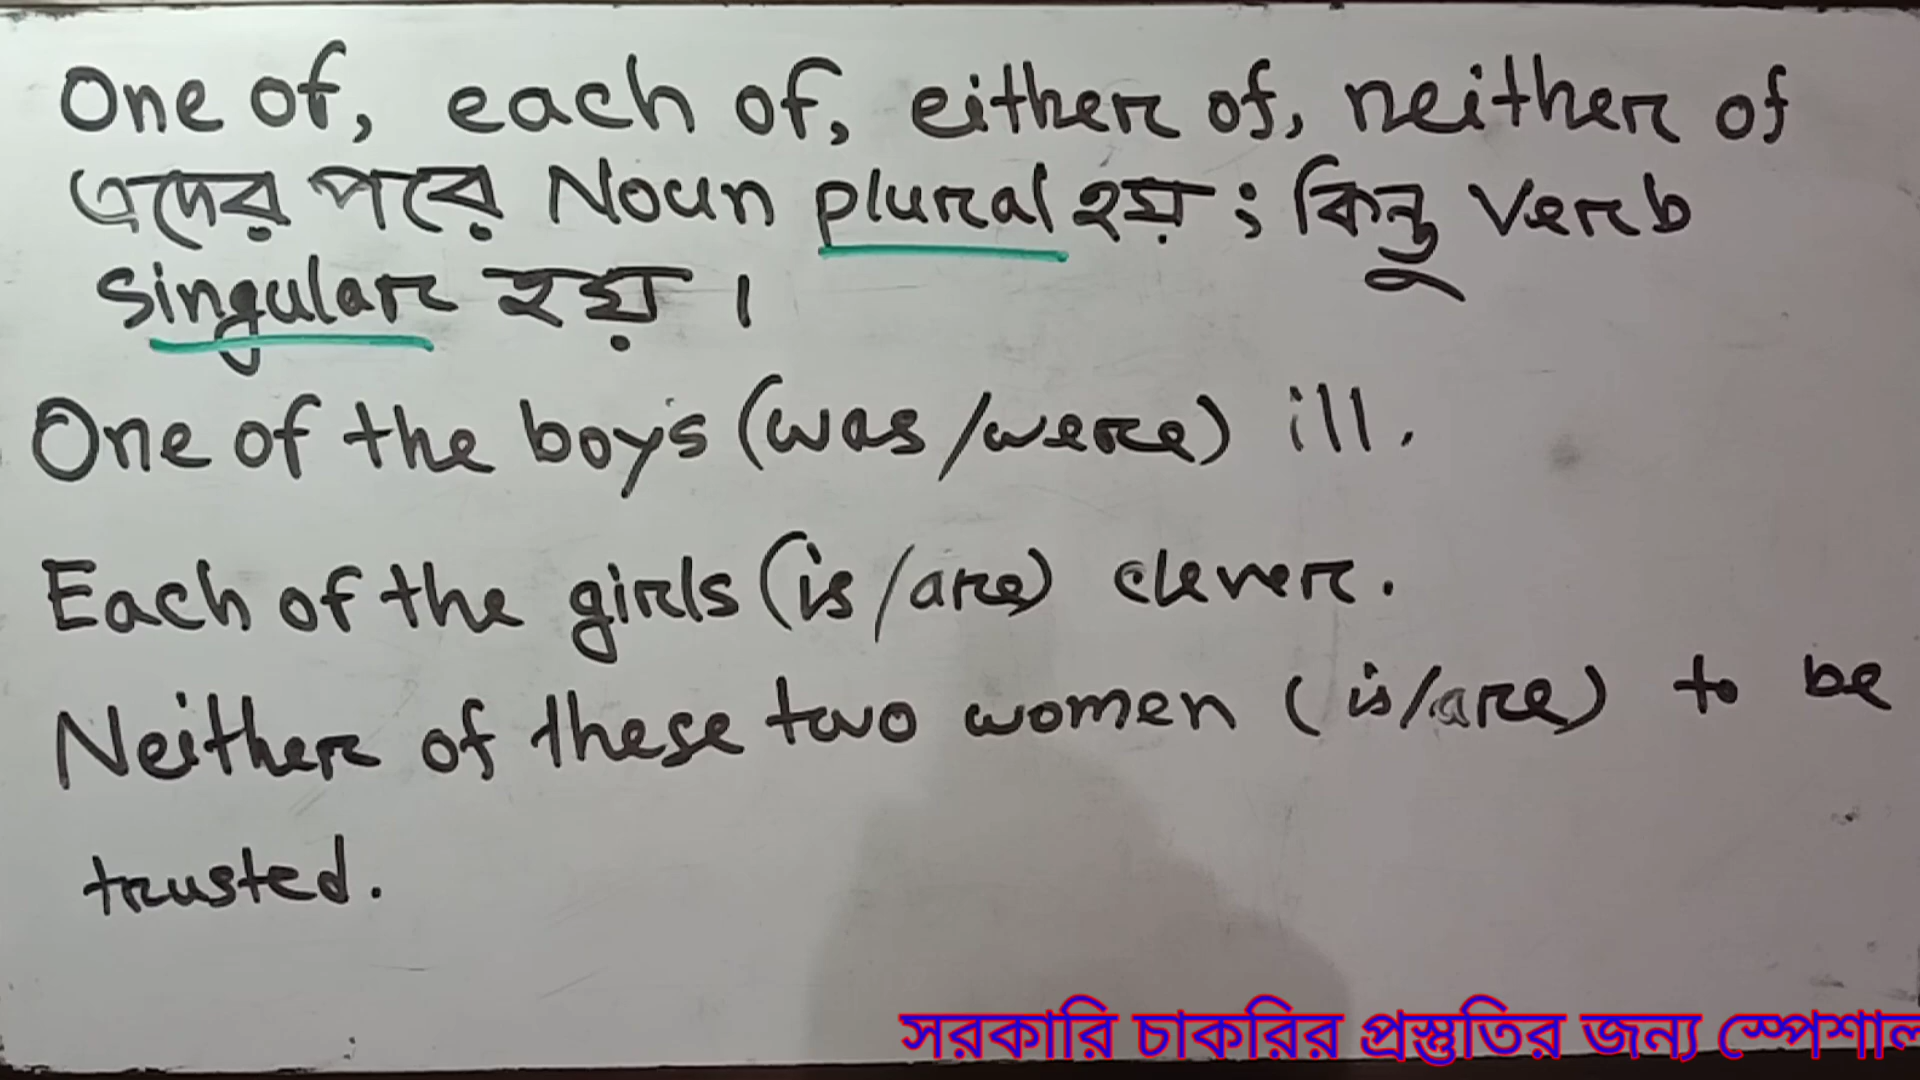 One of, each of, either of, neither of
এদের পরে Noun plural হয় ; কিন্তু Verb
singular হয় ।
One of the boys (was/were) ill.
Each of the girls (is/are) clever.
Neither of these two women (is/are) to be
trusted.
সরকারি চাকরির প্রস্তুতির জন্য স্পেশাল